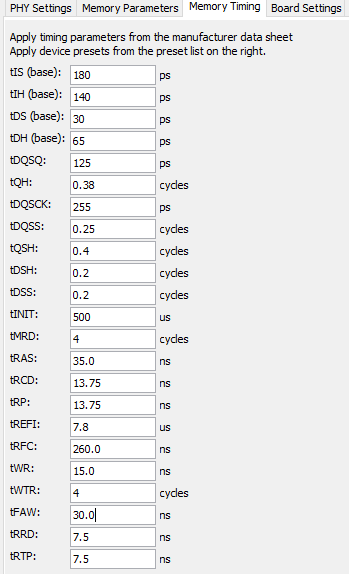 PHY Settings Memory Parameters Memory Timing Board Settings
Apply timing parameters from the manufacturer data sheet
Apply device presets from the preset list on the right.
tIS (base): 180 ps
tIH (base): 140 ps
tDS (base): 30 ps
tDH (base): 65 ps
tDQSQ: 125 ps
tQH: 0.38 cycles
tDQSCK: 255 ps
tDQSS: 0.25 cycles
tQSH: 0.4 cycles
tDSH: 0.2 cycles
tDSS: 0.2 cycles
tINIT: 500 us
tMRD: 4 cycles
tRAS: 35.0 ns
tRCD: 13.75 ns
tRP: 13.75 ns
tREFI: 7.8 us
tRFC: 260.0 ns
tWR: 15.0 ns
tWTR: 4 cycles
tFAW: 30.0 ns
tRRD: 7.5 ns
tRTP: 7.5 ns